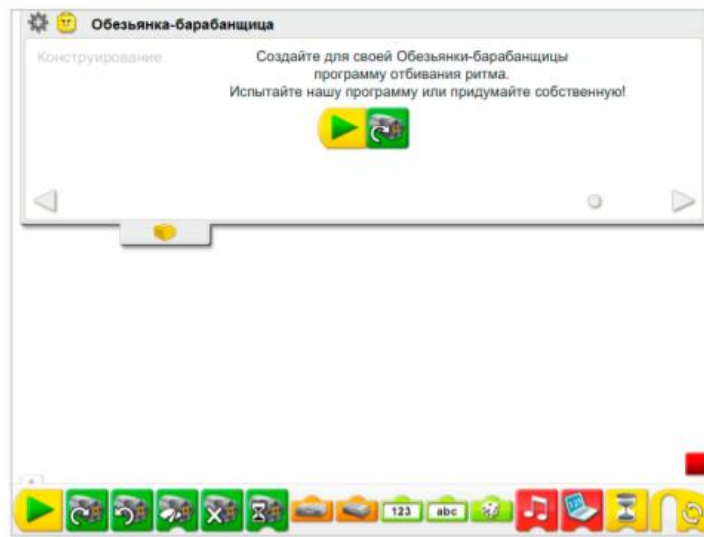 Обезьянка-барабанщица
Конструирование
Создайте для своей Обезьянки-барабанщицы
программу отбивания ритма.
Испытайте нашу программу или придумайте собственную!
123
abc